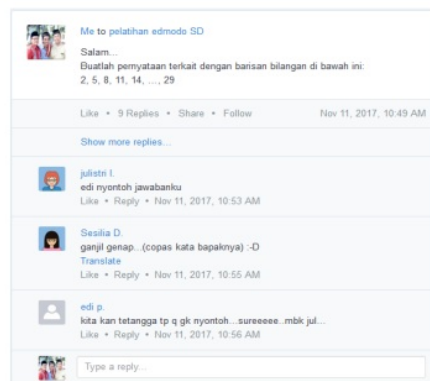 Me to pelatihan edmodo SD
Salam...
Buatlah pernyataan terkait dengan barisan bilangan di bawah ini:
2, 5, 8, 11, 14, ...., 29
Like • 9 Replies • Share • Follow Nov 11, 2017, 10:49 AM
Show more replies...
julistri I.
edi nyontoh jawabanku
Like • Reply • Nov 11, 2017, 10:53 AM
Sesilia D.
ganjil genap...(copas kata bapaknya) :-D
Translate
Like • Reply • Nov 11, 2017, 10:55 AM
edi p.
kita kan tetangga tp q gk nyontoh...sureeeee..mbk jul...
Like • Reply • Nov 11, 2017, 10:56 AM
Type a reply...